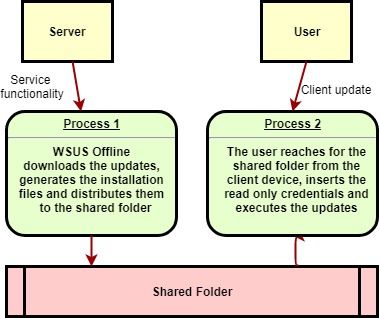 Server
User
Service
functionality
Client update
Process 1
WSUS Offline
downloads the updates,
generates the installation
files and distributes them
to the shared folder
Process 2
The user reaches for the
shared folder from the
client device, inserts the
read only credentials and
executes the updates
Shared Folder